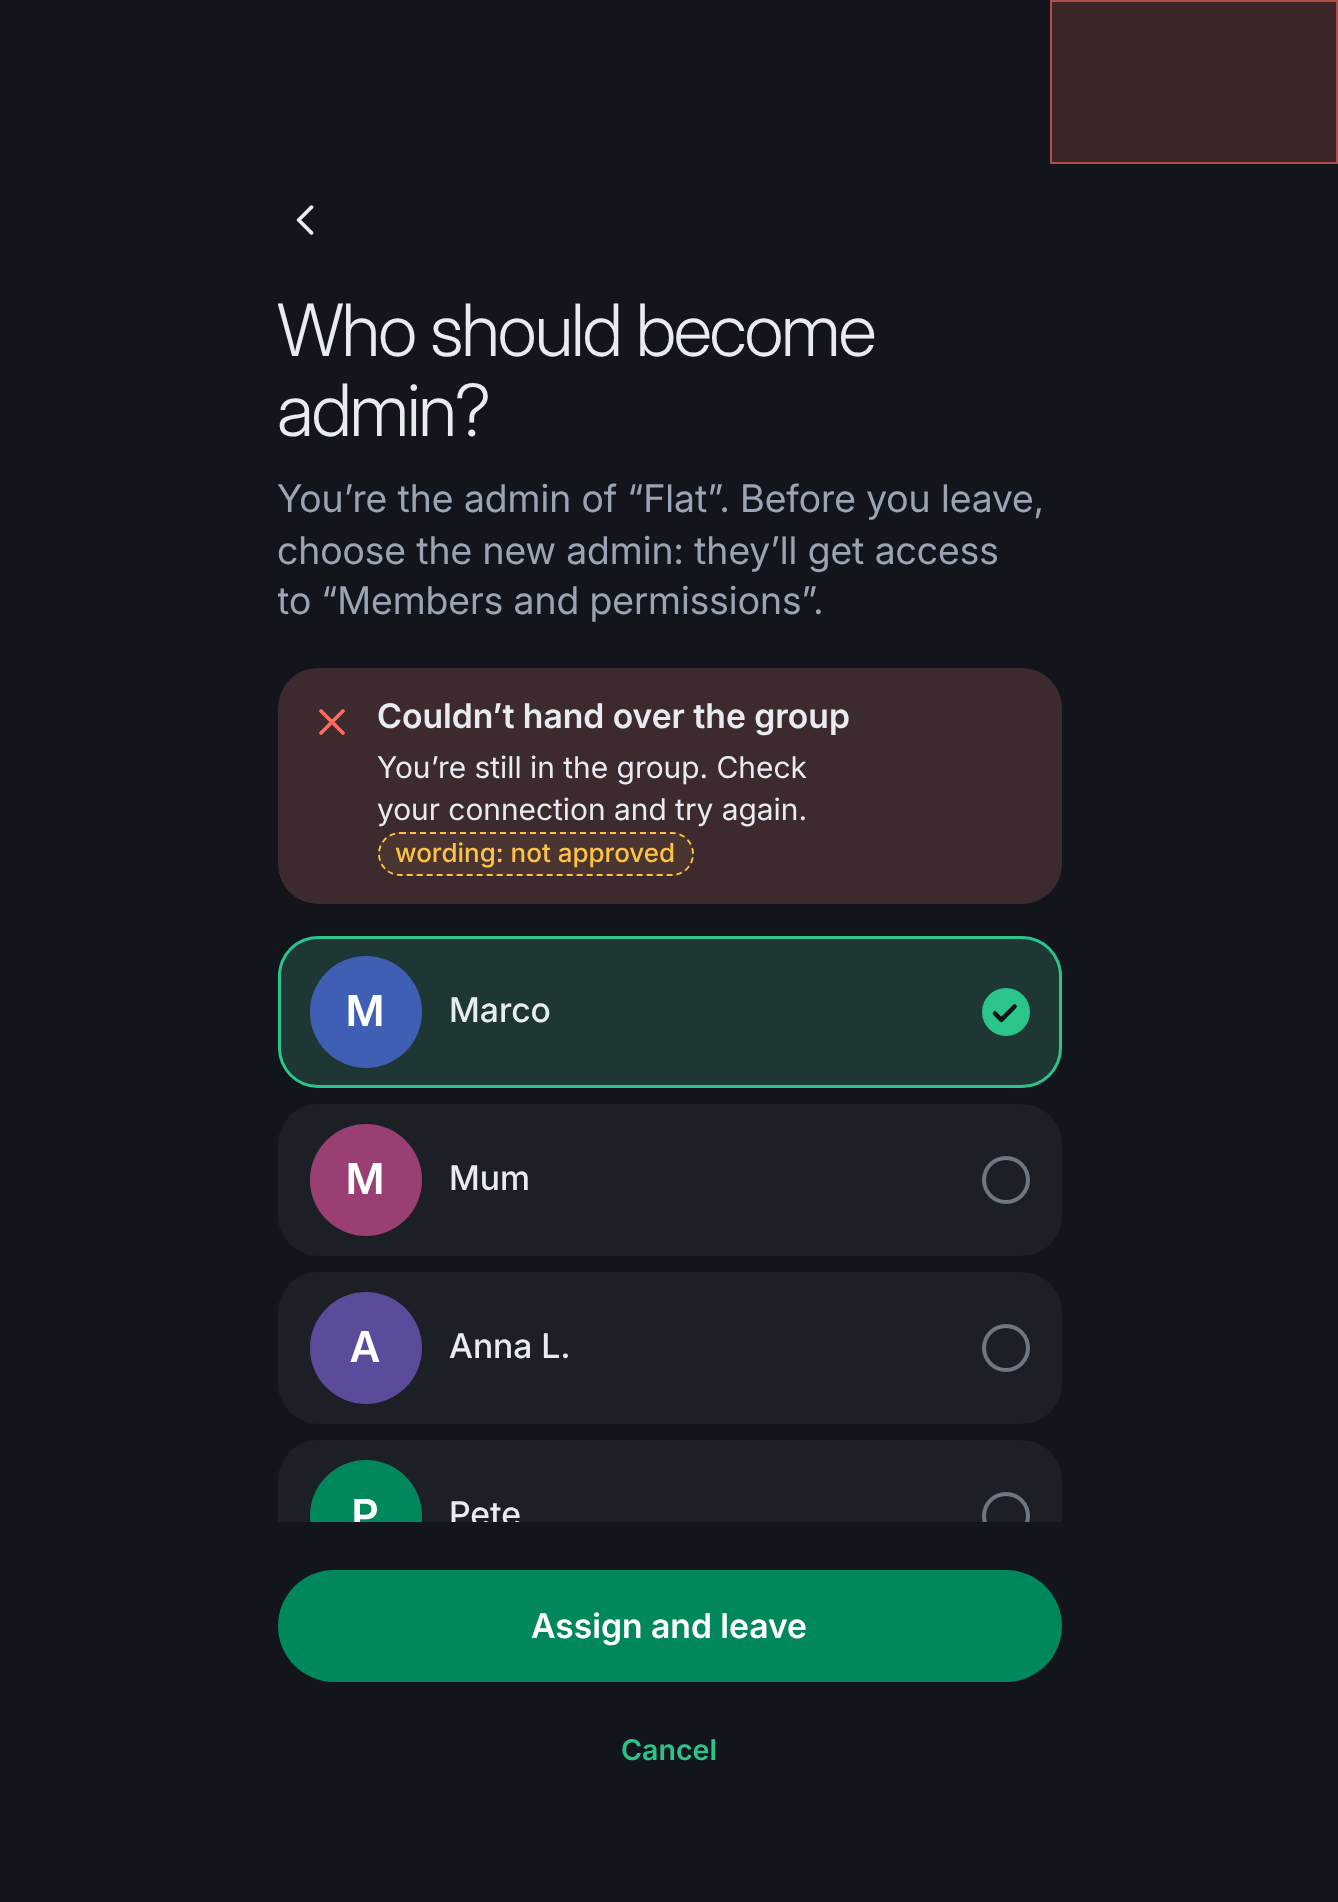 Who should become
admin?
You’re the admin of “Flat”. Before you leave,
choose the new admin: they’ll get access
to “Members and permissions”.
Couldn’t hand over the group
You’re still in the group. Check
your connection and try again.
wording: not approved
M Marco
M Mum
A Anna L.
P Pete
Assign and leave
Cancel